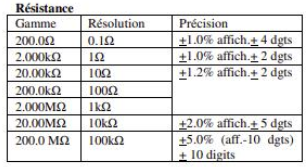 Résistance
Gamme Résolution Précision
200.0Ω 0.1Ω ±1.0% affich.± 4 dgts
2.000kΩ 1Ω ±1.0% affich.± 2 dgts
20.00kΩ 10Ω ±1.2% affich.± 2 dgts
200.0kΩ 100Ω
2.000MΩ 1kΩ
20.00MΩ 10kΩ ±2.0% affich.± 5 dgts
200.0 MΩ 100kΩ ±5.0% (aff.-10 dgts)
± 10 digits